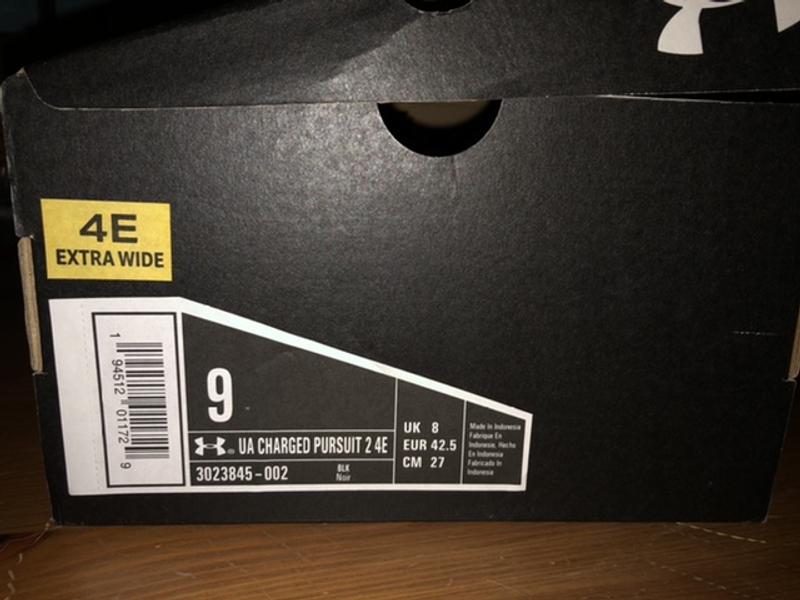 4E
EXTRA WIDE
1 94512 01172 9
9
UA CHARGED PURSUIT 2 4E
3023845-002
BLK
Noir
UK 8
EUR 42.5
CM 27
Made In Indonesia
Fabrique En
Indonesie, Hecho
En Indonesia
Fabricado In
Indonesia